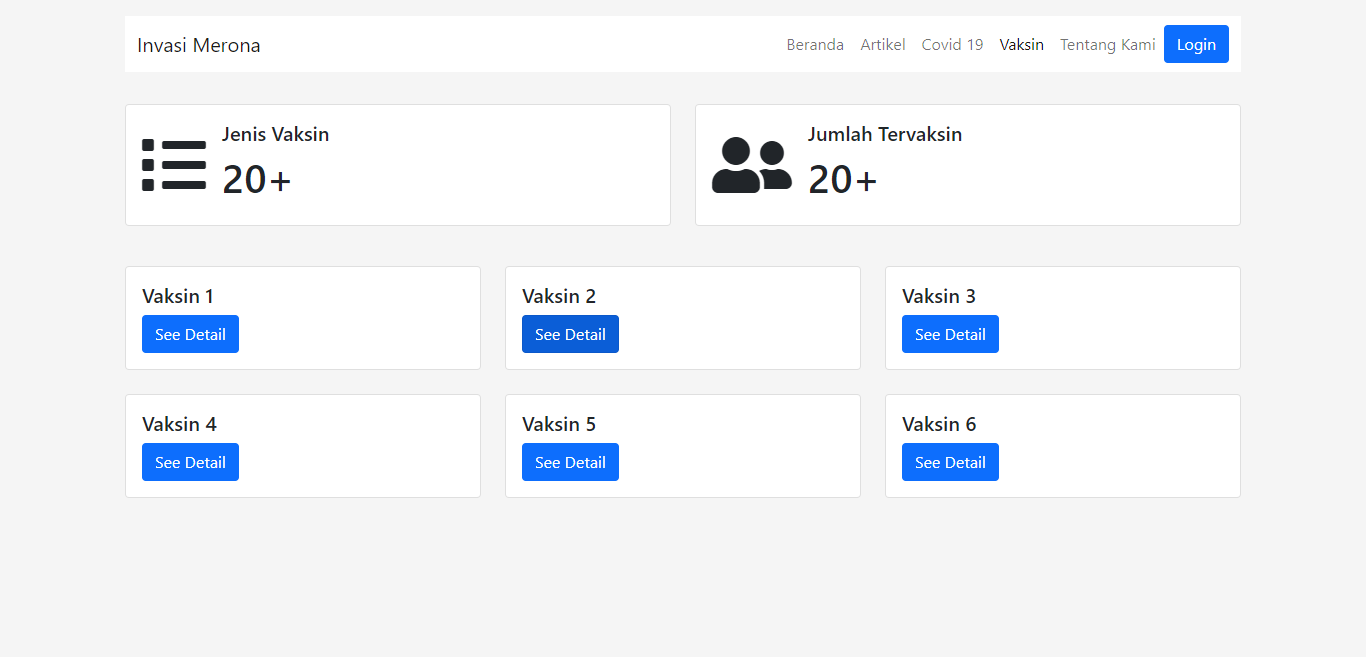 Invasi Merona
Beranda Artikel Covid 19 Vaksin Tentang Kami Login
Jenis Vaksin
20+
Jumlah Tervaksin
20+
Vaksin 1
See Detail
Vaksin 2
See Detail
Vaksin 3
See Detail
Vaksin 4
See Detail
Vaksin 5
See Detail
Vaksin 6
See Detail